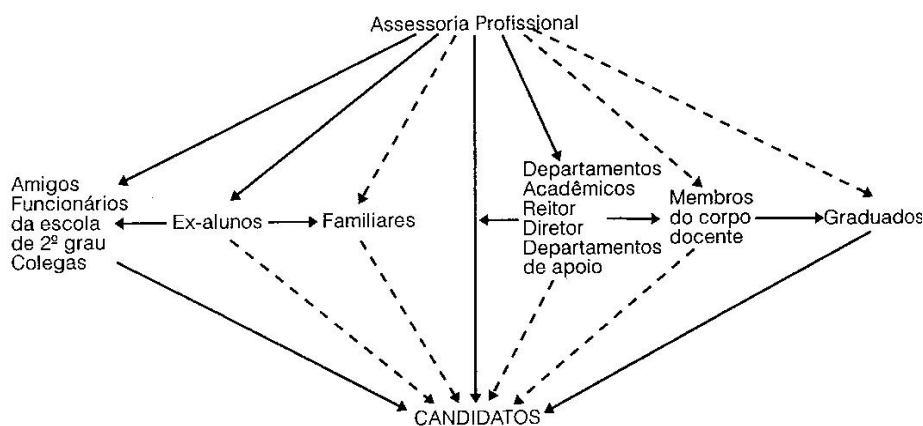 Assessoria Profissional
Amigos
Funcionários
da escola
de 2º grau
Colegas
Ex-alunos
Familiares
Departamentos
Acadêmicos
Reitor
Diretor
Departamentos
de apoio
Membros
do corpo
docente
Graduados
CANDIDATOS